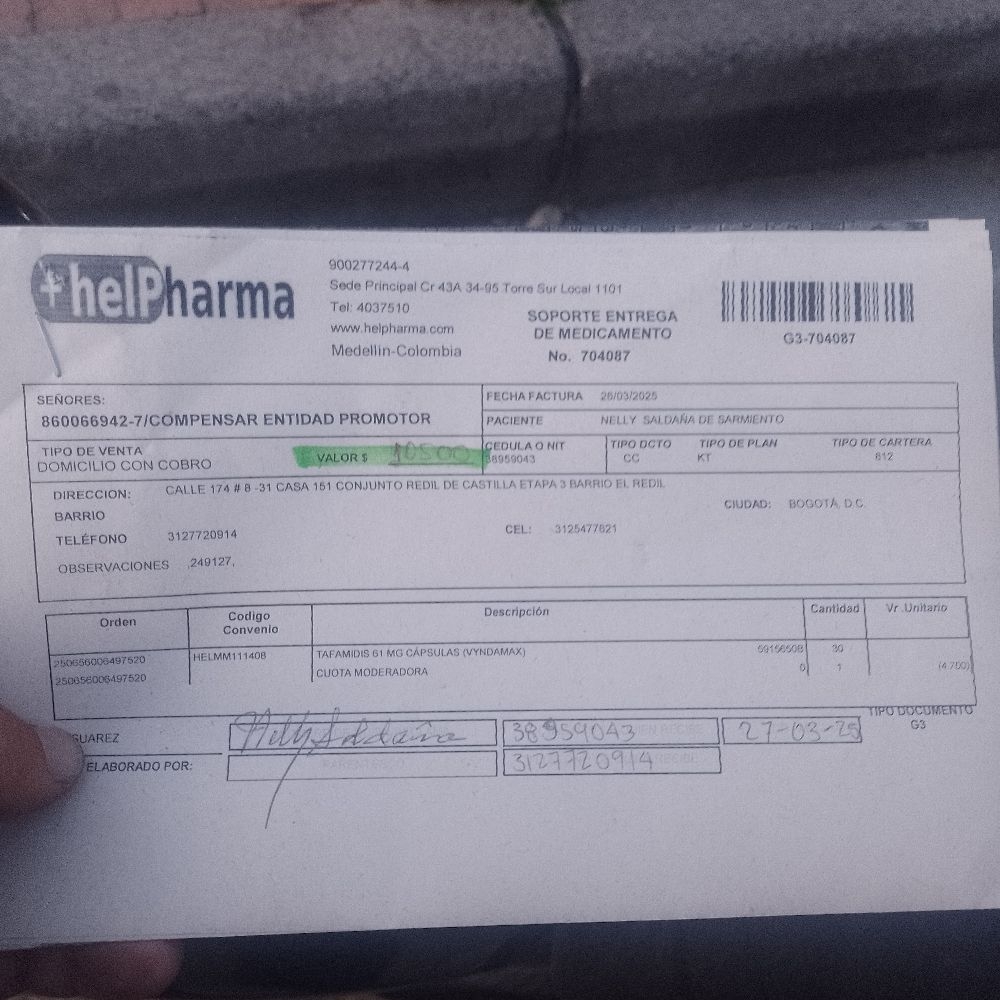 helPharma
900277244-4
Sede Principal Cr 43A 34-95 Torre Sur Local 1101
Tel: 4037510
www.helpharma.com
Medellin-Colombia
SOPORTE ENTREGA
DE MEDICAMENTO
No. 704087
G3-704087
SEÑORES:
860066942-7/COMPENSAR ENTIDAD PROMOTOR
FECHA FACTURA 26/03/2025
PACIENTE NELLY SALDAÑA DE SARMIENTO
TIPO DE VENTA
DOMICILIO CON COBRO
VALOR $ 10500
CEDULA O NIT
38959043
TIPO DCTO
CC
TIPO DE PLAN
KT
TIPO DE CARTERA
812
DIRECCION: CALLE 174 # 8 -31 CASA 151 CONJUNTO REDIL DE CASTILLA ETAPA 3 BARRIO EL REDIL
BARRIO
CIUDAD: BOGOTÁ, D.C.
TELÉFONO 3127720914
CEL: 3125477621
OBSERVACIONES ,249127,
Orden Codigo Convenio Descripción Cantidad Vr .Unitario
250656006497520 HELMM111408 TAFAMIDIS 61 MG CÁPSULAS (VYNDAMAX) 5915650B 30
250656006497520 CUOTA MODERADORA 0 1 (4.700)
SUAREZ
Nelly Saldaña
38959043
27-03-25
TIPO DOCUMENTO
G3
ELABORADO POR:
3127720914